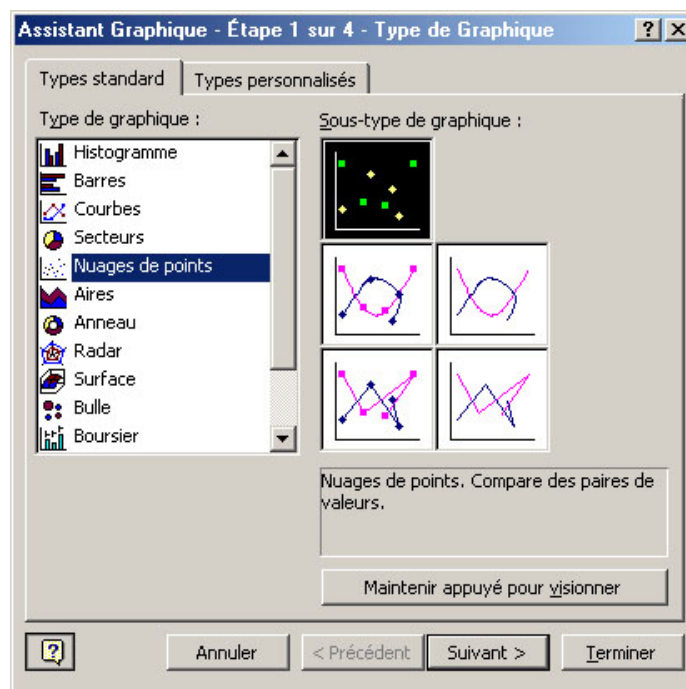 Assistant Graphique - Étape 1 sur 4 - Type de Graphique
Types standard
Types personnalisés
Type de graphique :
Histogramme
Barres
Courbes
Secteurs
Nuages de points
Aires
Anneau
Radar
Surface
Bulle
Boursier
Sous-type de graphique :
Nuages de points. Compare des paires de
valeurs.
Maintenir appuyé pour visionner
Annuler
< Précédent
Suivant >
Terminer